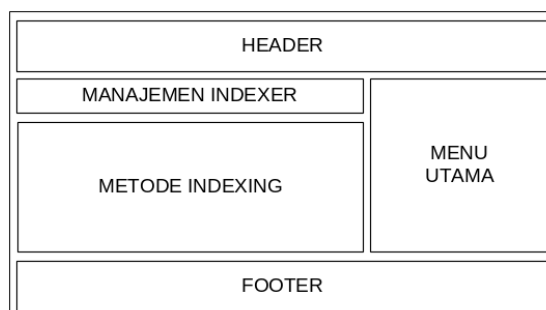 HEADER
MANAJEMEN INDEXER
METODE INDEXING
MENU
UTAMA
FOOTER